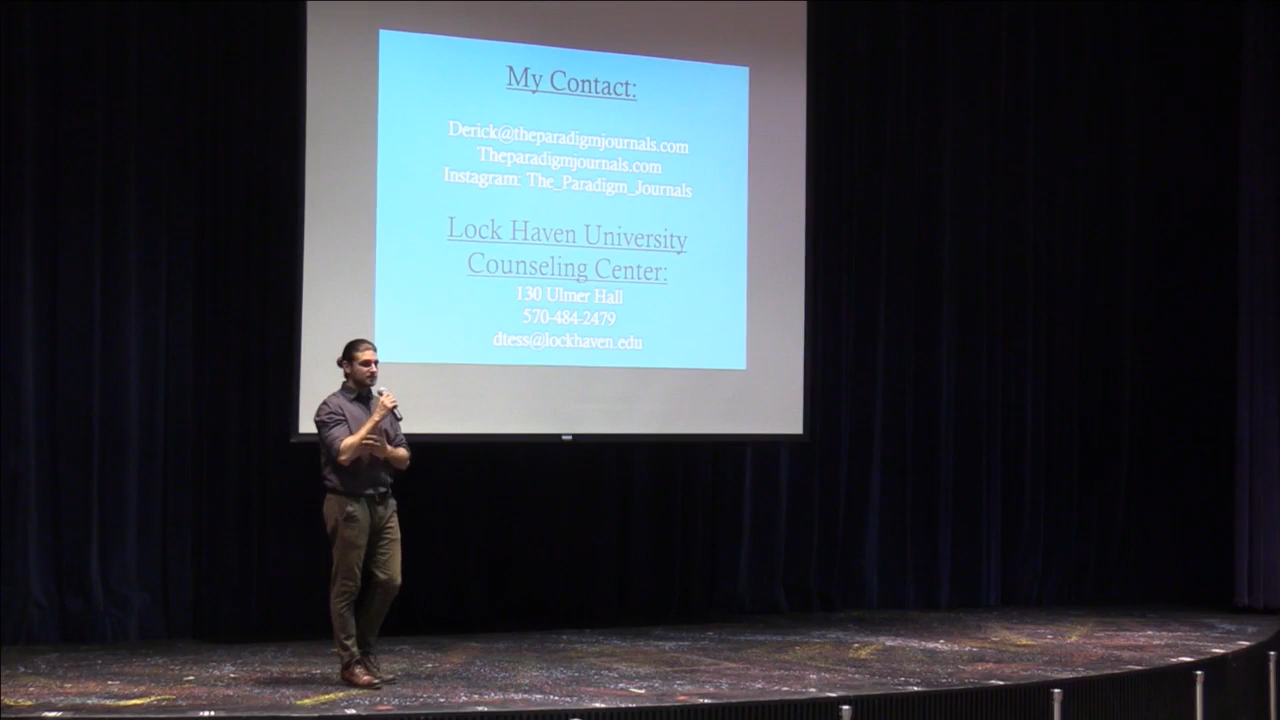 My Contact:
Derick@theparadigmjournals.com
Theparadigmjournals.com
Instagram: The_Paradigm_Journals
Lock Haven University
Counseling Center:
130 Ulmer Hall
570-484-2479
dtess@lockhaven.edu